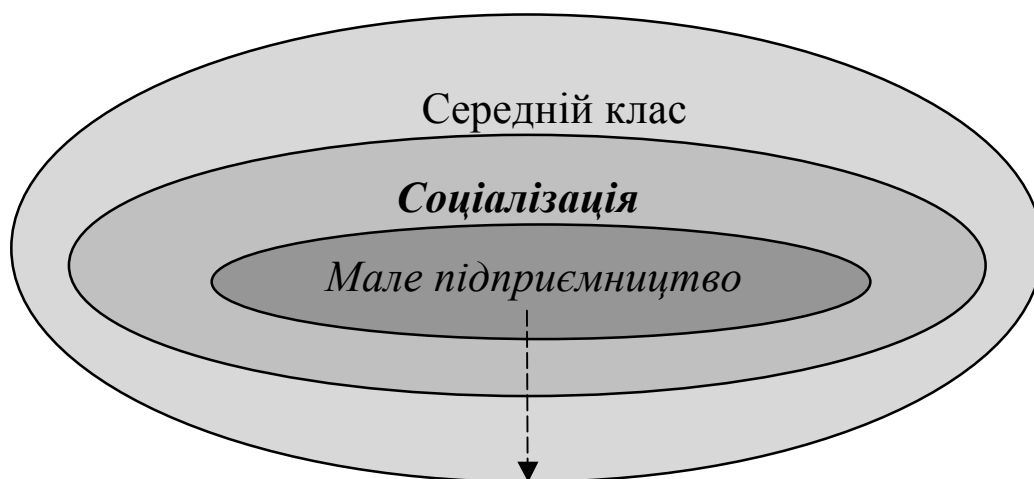 Середній клас
Соціалізація
Мале підприємництво